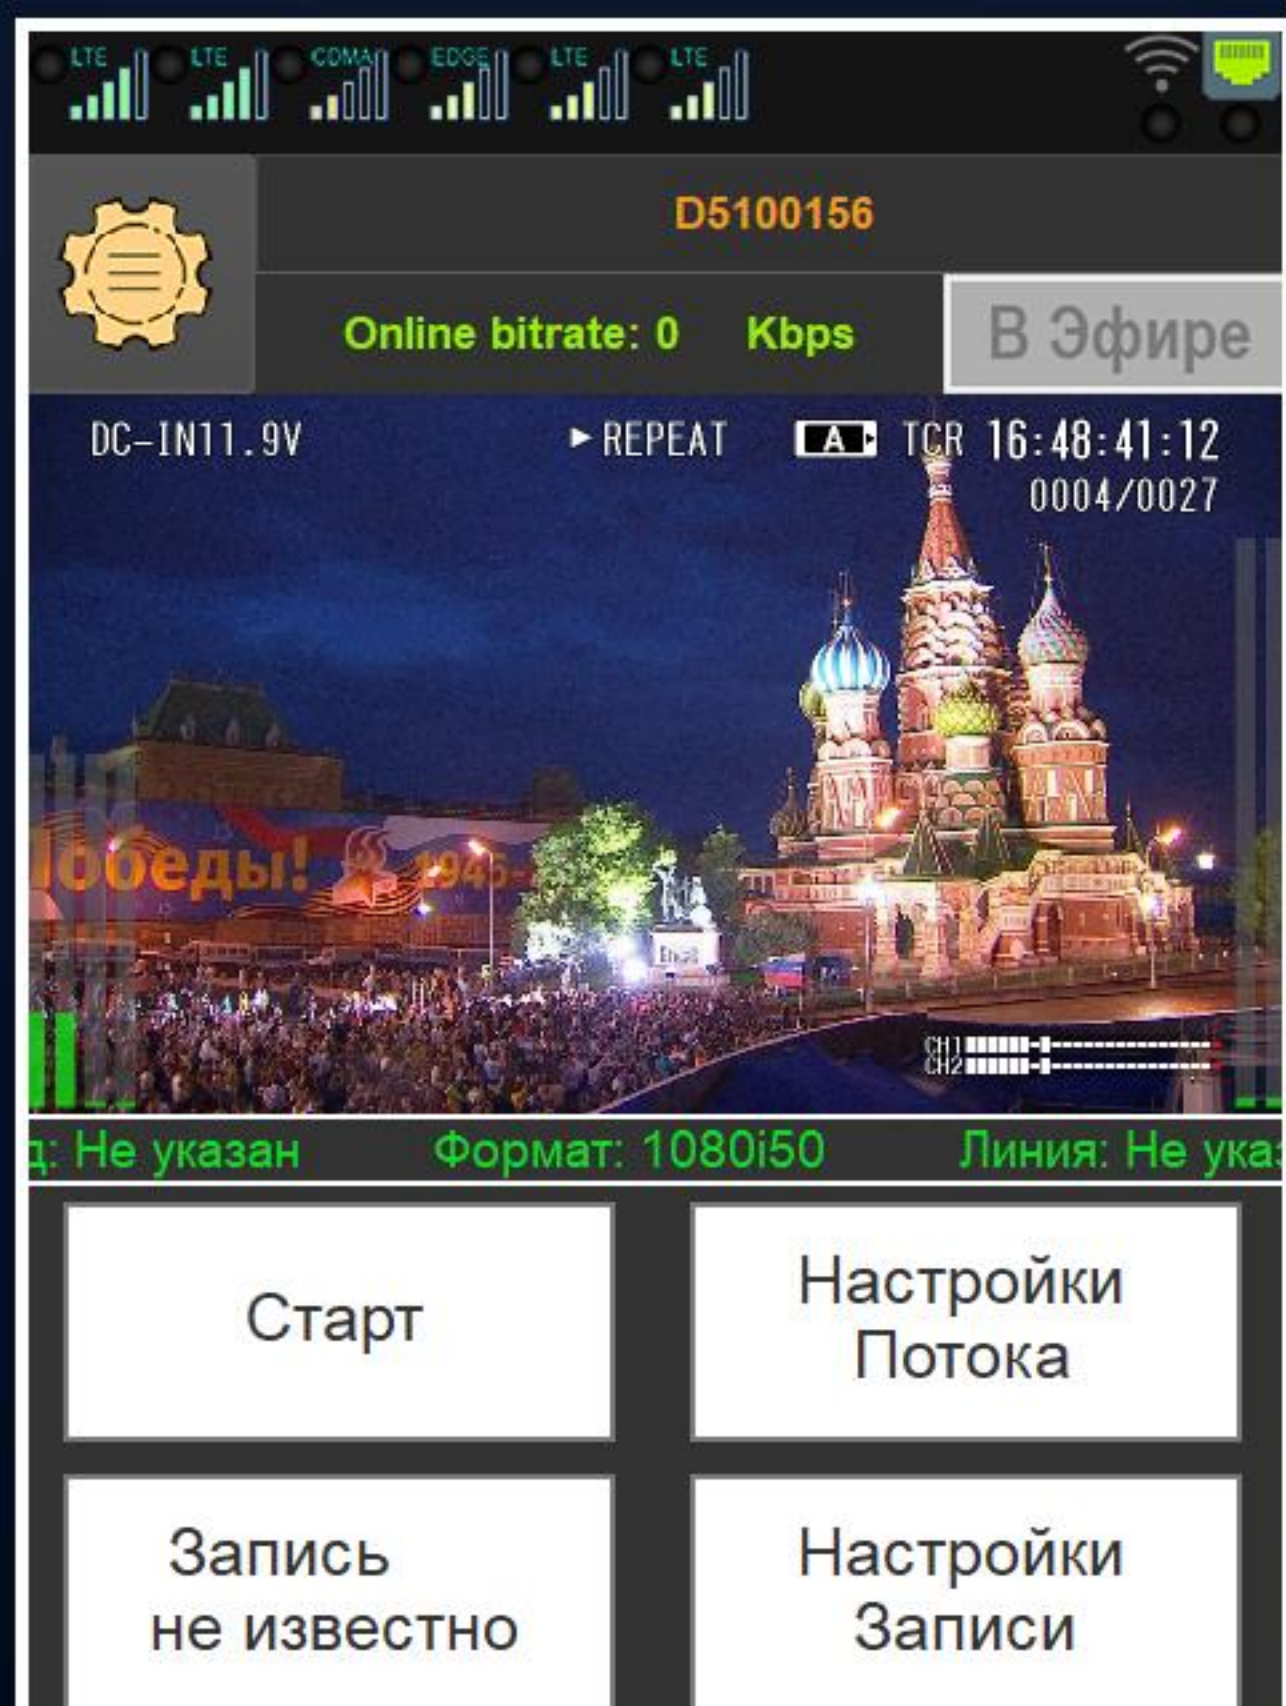 LTE LTE CDMA EDGE LTE LTE
D5100156
Online bitrate: 0 Kbps
В Эфире
DC-IN11.9V ►REPEAT A TCR 16:48:41:12
0004/0027
Победы! 1945-
CH1
CH2
д: Не указан Формат: 1080i50 Линия: Не ука
Старт
Настройки
Потока
Запись
не известно
Настройки
Записи